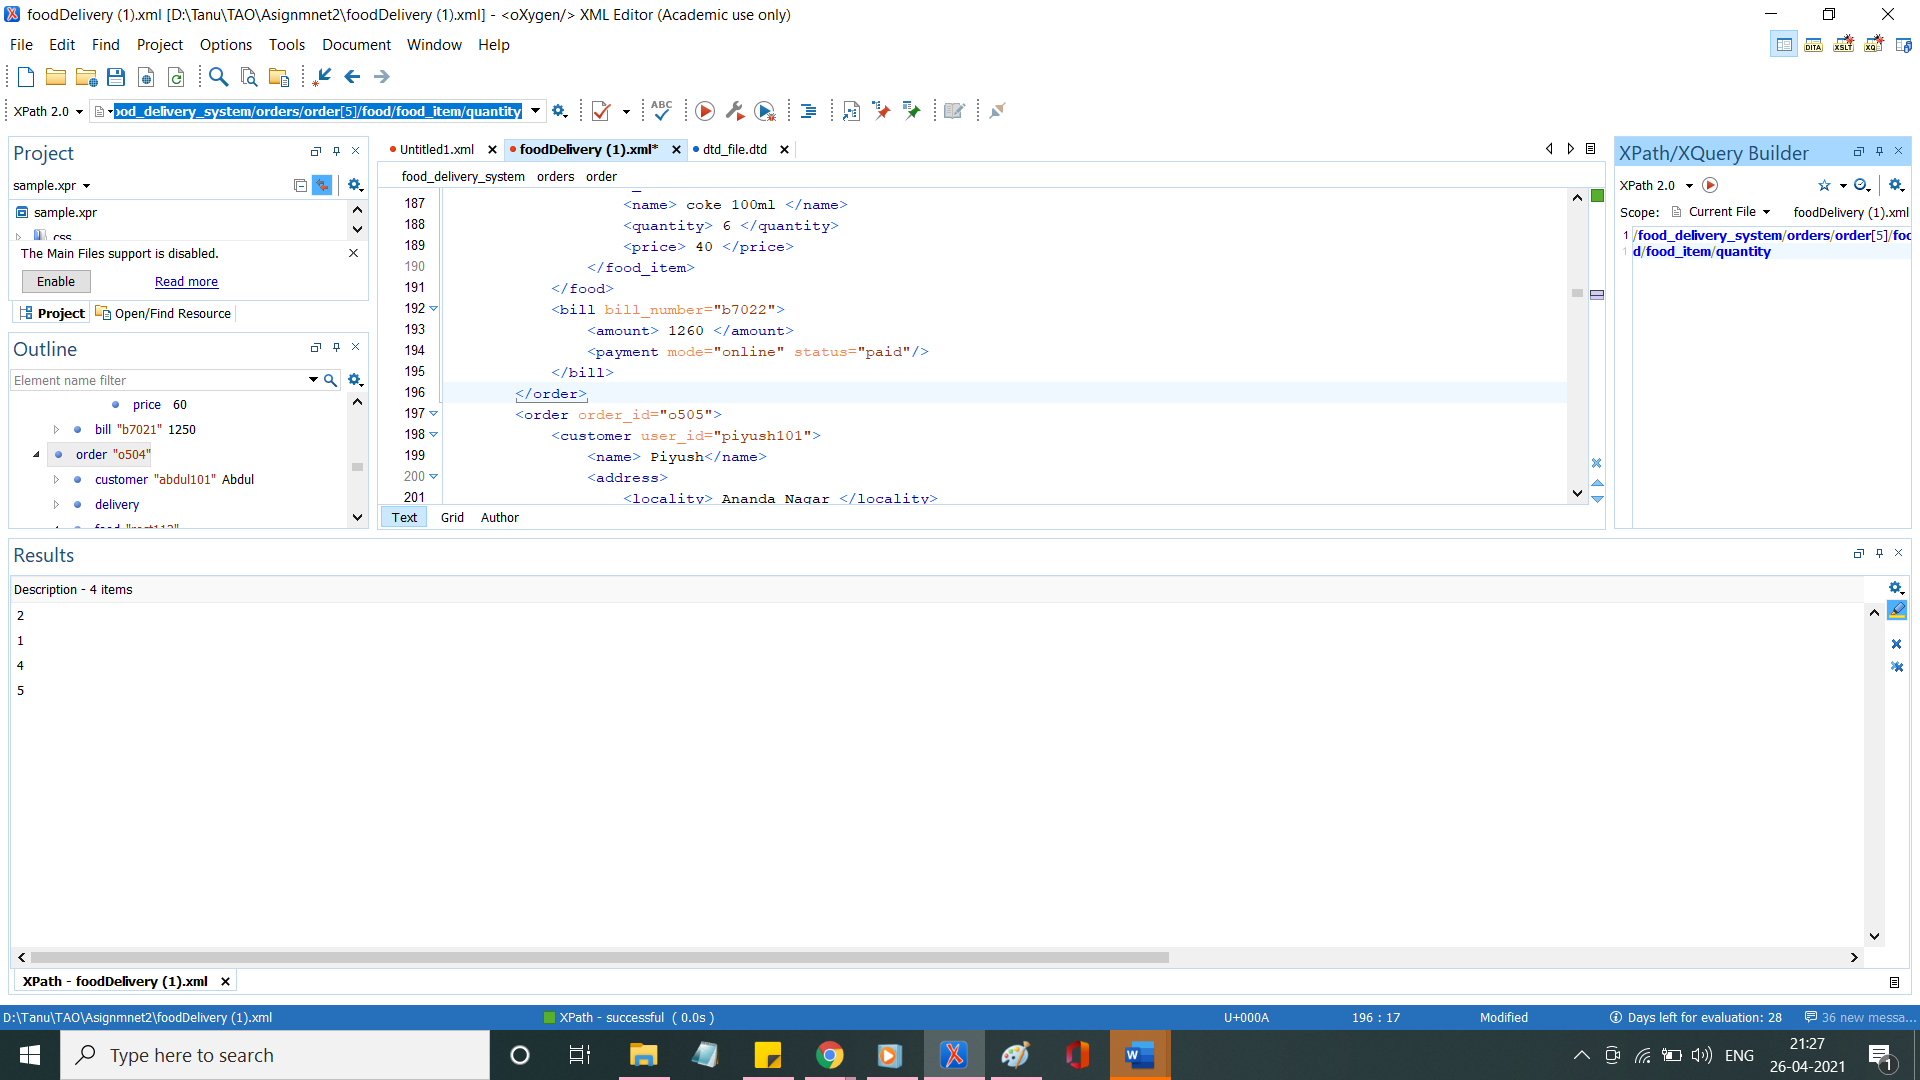 foodDelivery (1).xml [D:\Tanu\TAO\Asignmnet2\foodDelivery (1).xml] - <oXygen/> XML Editor (Academic use only)
File Edit Find Project Options Tools Document Window Help
DITA XSLT XQ
XPath 2.0 ood_delivery_system/orders/order[5]/food/food_item/quantity ABC
Project
sample.xpr
sample.xpr
css
The Main Files support is disabled.
Enable Read more
Project Open/Find Resource
Outline
Element name filter
price 60
bill "b7021" 1250
order "o504"
customer "abdul101" Abdul
delivery
food "rest112"
Untitled1.xml foodDelivery (1).xml* dtd_file.dtd
food_delivery_system orders order
187 <name> coke 100ml </name>
188 <quantity> 6 </quantity>
189 <price> 40 </price>
190 </food_item>
191 </food>
192 <bill bill_number="b7022">
193 <amount> 1260 </amount>
194 <payment mode="online" status="paid"/>
195 </bill>
196 </order>
197 <order order_id="o505">
198 <customer user_id="piyush101">
199 <name> Piyush</name>
200 <address>
201 <locality> Ananda Nagar </locality>
Text Grid Author
XPath/XQuery Builder
XPath 2.0
Scope: Current File foodDelivery (1).xml
1 /food_delivery_system/orders/order[5]/foo
1 d/food_item/quantity
Results
Description - 4 items
2
1
4
5
XPath - foodDelivery (1).xml
D:\Tanu\TAO\Asignmnet2\foodDelivery (1).xml XPath - successful ( 0.0s ) U+000A 196 : 17 Modified Days left for evaluation: 28 36 new messa...
Type here to search
ENG 21:27
26-04-2021
1